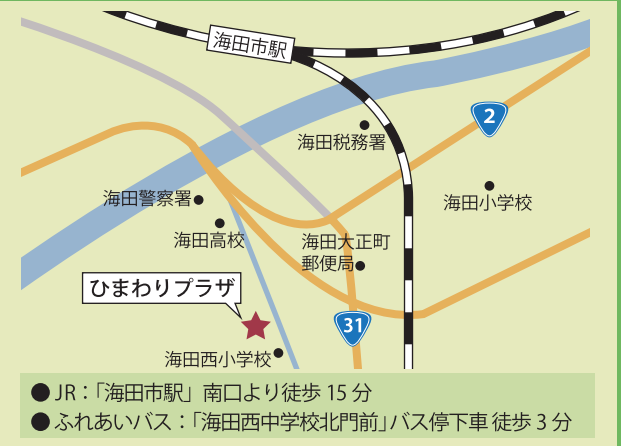 海田市駅
2
海田税務署
海田警察署
海田小学校
海田高校
海田大正町
郵便局
ひまわりプラザ
31
海田西小学校
●JR：「海田市駅」南口より徒歩15分
●ふれあいバス：「海田西中学校北門前」バス停下車 徒歩3分